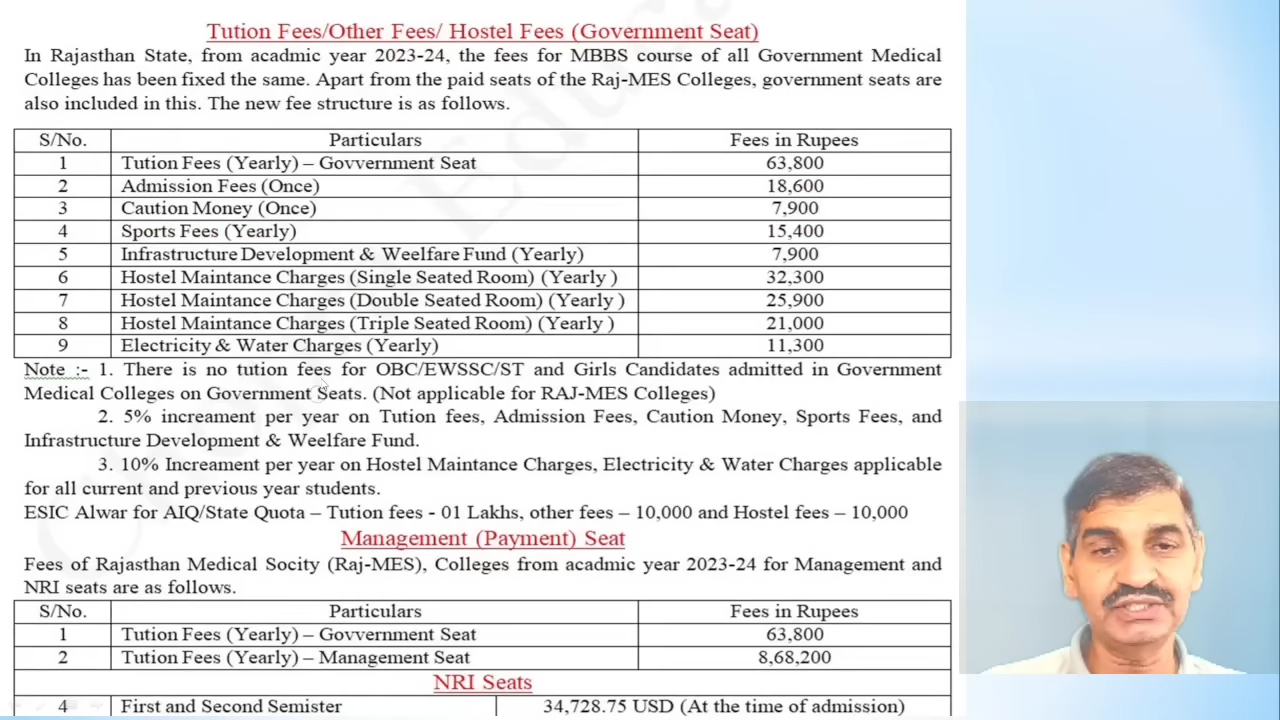 Tution Fees/Other Fees/ Hostel Fees (Government Seat)
In Rajasthan State, from acadmic year 2023-24, the fees for MBBS course of all Government Medical
Colleges has been fixed the same. Apart from the paid seats of the Raj-MES Colleges, government seats are
also included in this. The new fee structure is as follows.
S/No. Particulars Fees in Rupees
1 Tution Fees (Yearly) – Govvernment Seat 63,800
2 Admission Fees (Once) 18,600
3 Caution Money (Once) 7,900
4 Sports Fees (Yearly) 15,400
5 Infrastructure Development & Weelfare Fund (Yearly) 7,900
6 Hostel Maintance Charges (Single Seated Room) (Yearly ) 32,300
7 Hostel Maintance Charges (Double Seated Room) (Yearly ) 25,900
8 Hostel Maintance Charges (Triple Seated Room) (Yearly ) 21,000
9 Electricity & Water Charges (Yearly) 11,300
Note :- 1. There is no tution fees for OBC/EWSSC/ST and Girls Candidates admitted in Government
Medical Colleges on Government Seats. (Not applicable for RAJ-MES Colleges)
2. 5% increament per year on Tution fees, Admission Fees, Caution Money, Sports Fees, and
Infrastructure Development & Weelfare Fund.
3. 10% Increament per year on Hostel Maintance Charges, Electricity & Water Charges applicable
for all current and previous year students.
ESIC Alwar for AIQ/State Quota – Tution fees - 01 Lakhs, other fees – 10,000 and Hostel fees – 10,000
Management (Payment) Seat
Fees of Rajasthan Medical Socity (Raj-MES), Colleges from acadmic year 2023-24 for Management and
NRI seats are as follows.
S/No. Particulars Fees in Rupees
1 Tution Fees (Yearly) – Govvernment Seat 63,800
2 Tution Fees (Yearly) – Management Seat 8,68,200
NRI Seats
4 First and Second Semister 34,728.75 USD (At the time of admission)